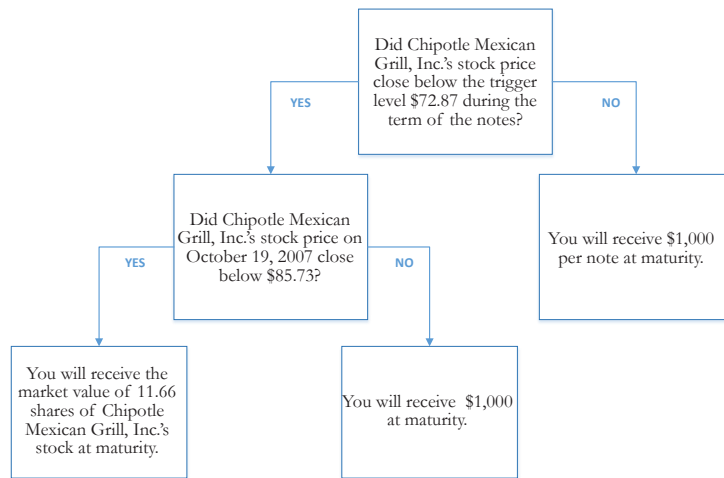 Did Chipotle Mexican
Grill, Inc.'s stock price
close below the trigger
level $72.87 during the
term of the notes?
YES
NO
Did Chipotle Mexican
Grill, Inc.'s stock price on
October 19, 2007 close
below $85.73?
You will receive $1,000
per note at maturity.
YES
NO
You will receive the
market value of 11.66
shares of Chipotle
Mexican Grill, Inc.'s
stock at maturity.
You will receive $1,000
at maturity.